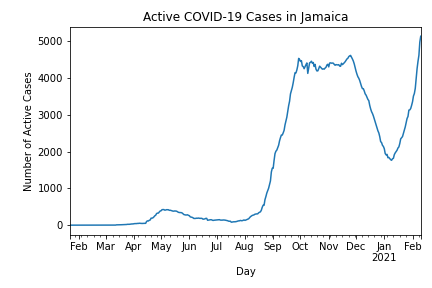 Active COVID-19 Cases in Jamaica
Number of Active Cases
5000
4000
3000
2000
1000
0
Feb Mar Apr May Jun Jul Aug Sep Oct Nov Dec Jan Feb
2021
Day